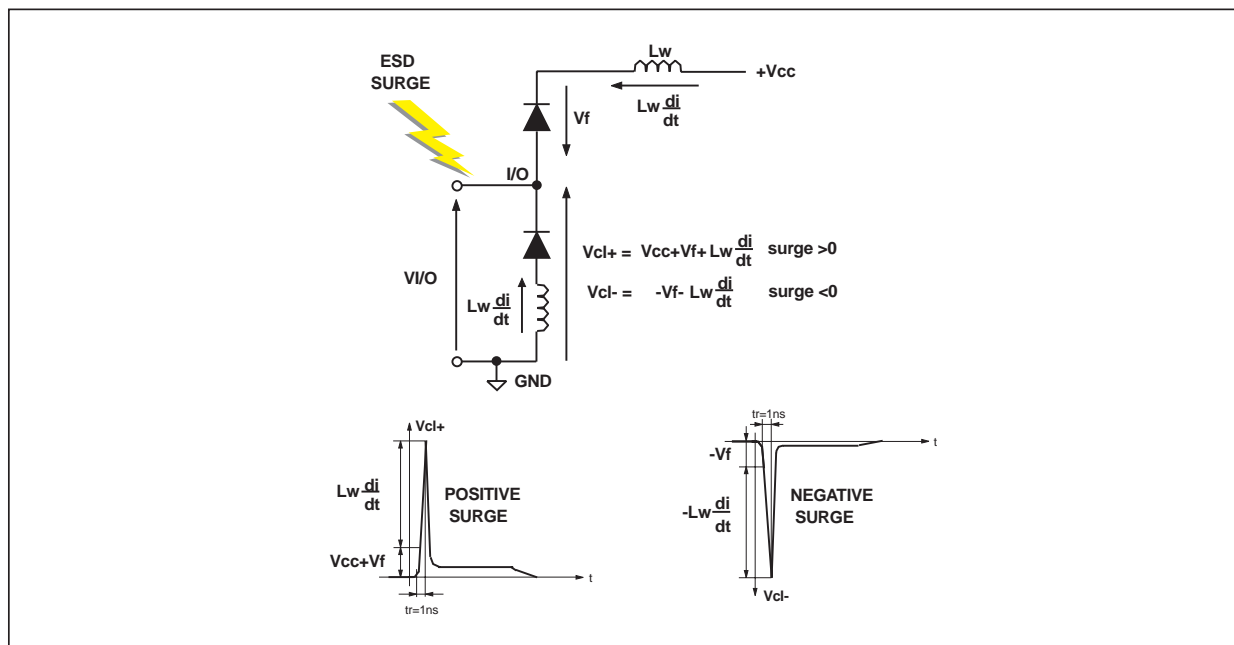 Lw
ESD
SURGE
+Vcc
Lw di/dt
Vf
I/O
Vcl+ = Vcc+Vf+ Lw di/dt surge >0
VI/O
Lw di/dt
Vcl- = -Vf- Lw di/dt surge <0
GND
Vcl+
Lw di/dt
POSITIVE
SURGE
Vcc+Vf
t
tr=1ns
tr=1ns
t
-Vf
-Lw di/dt
NEGATIVE
SURGE
Vcl-